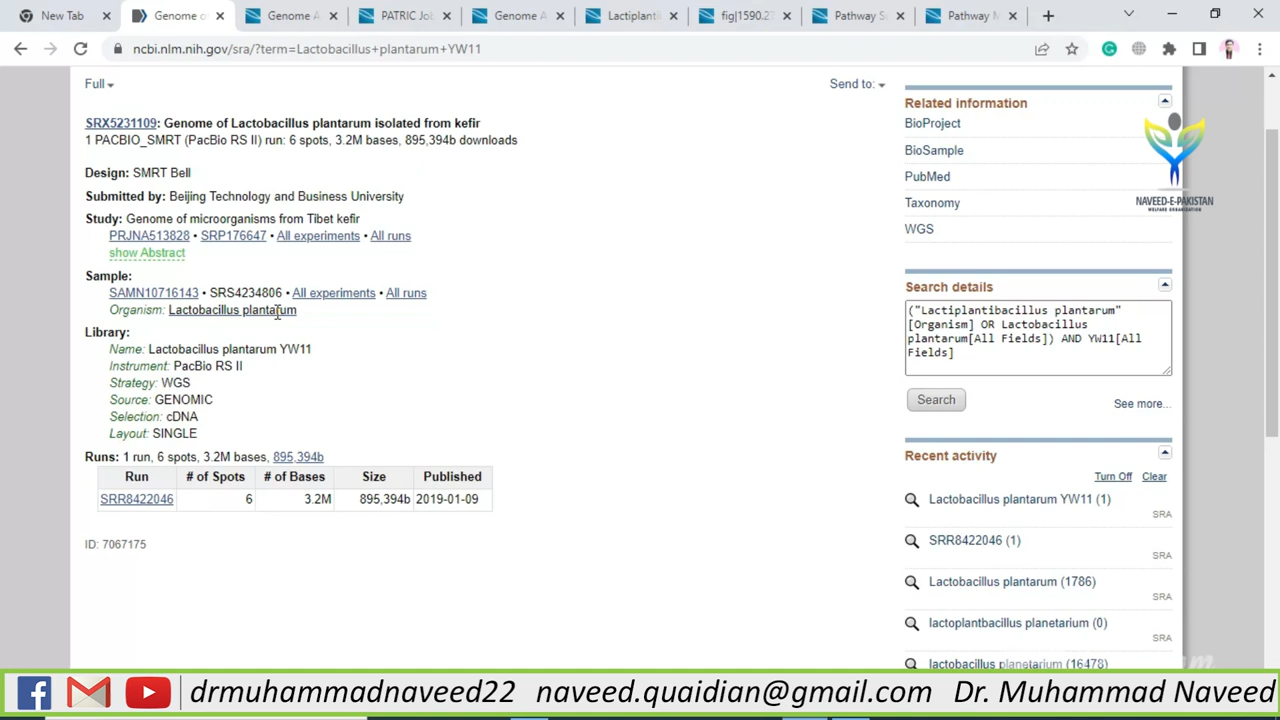 New Tab
Genome o
Genome A
PATRIC Jo
Genome A
Lactiplanti
fig|1590.27
Pathway S
Pathway M
ncbi.nlm.nih.gov/sra/?term=Lactobacillus+plantarum+YW11
Full
Send to:
SRX5231109: Genome of Lactobacillus plantarum isolated from kefir
1 PACBIO_SMRT (PacBio RS II) run: 6 spots, 3.2M bases, 895,394b downloads
Design: SMRT Bell
Submitted by: Beijing Technology and Business University
Study: Genome of microorganisms from Tibet kefir
PRJNA513828 • SRP176647 • All experiments • All runs
show Abstract
Sample:
SAMN10716143 • SRS4234806 • All experiments • All runs
Organism: Lactobacillus plantarum
Library:
Name: Lactobacillus plantarum YW11
Instrument: PacBio RS II
Strategy: WGS
Source: GENOMIC
Selection: cDNA
Layout: SINGLE
Runs: 1 run, 6 spots, 3.2M bases, 895,394b
Run # of Spots # of Bases Size Published
SRR8422046 6 3.2M 895,394b 2019-01-09
ID: 7067175
Related information
BioProject
BioSample
PubMed
Taxonomy
WGS
NAVEED-E-PAKISTAN
WELFARE ORGANISATION
Search details
("Lactiplantibacillus plantarum"
[Organism] OR Lactobacillus
plantarum[All Fields]) AND YW11[All
Fields]
Search
See more...
Recent activity
Turn Off Clear
Lactobacillus plantarum YW11 (1)
SRA
SRR8422046 (1)
SRA
Lactobacillus plantarum (1786)
SRA
lactoplantbacillus planetarium (0)
SRA
lactobacillus planetarium (16478)
drmuhammadnaveed22 naveed.quaidian@gmail.com Dr. Muhammad Naveed